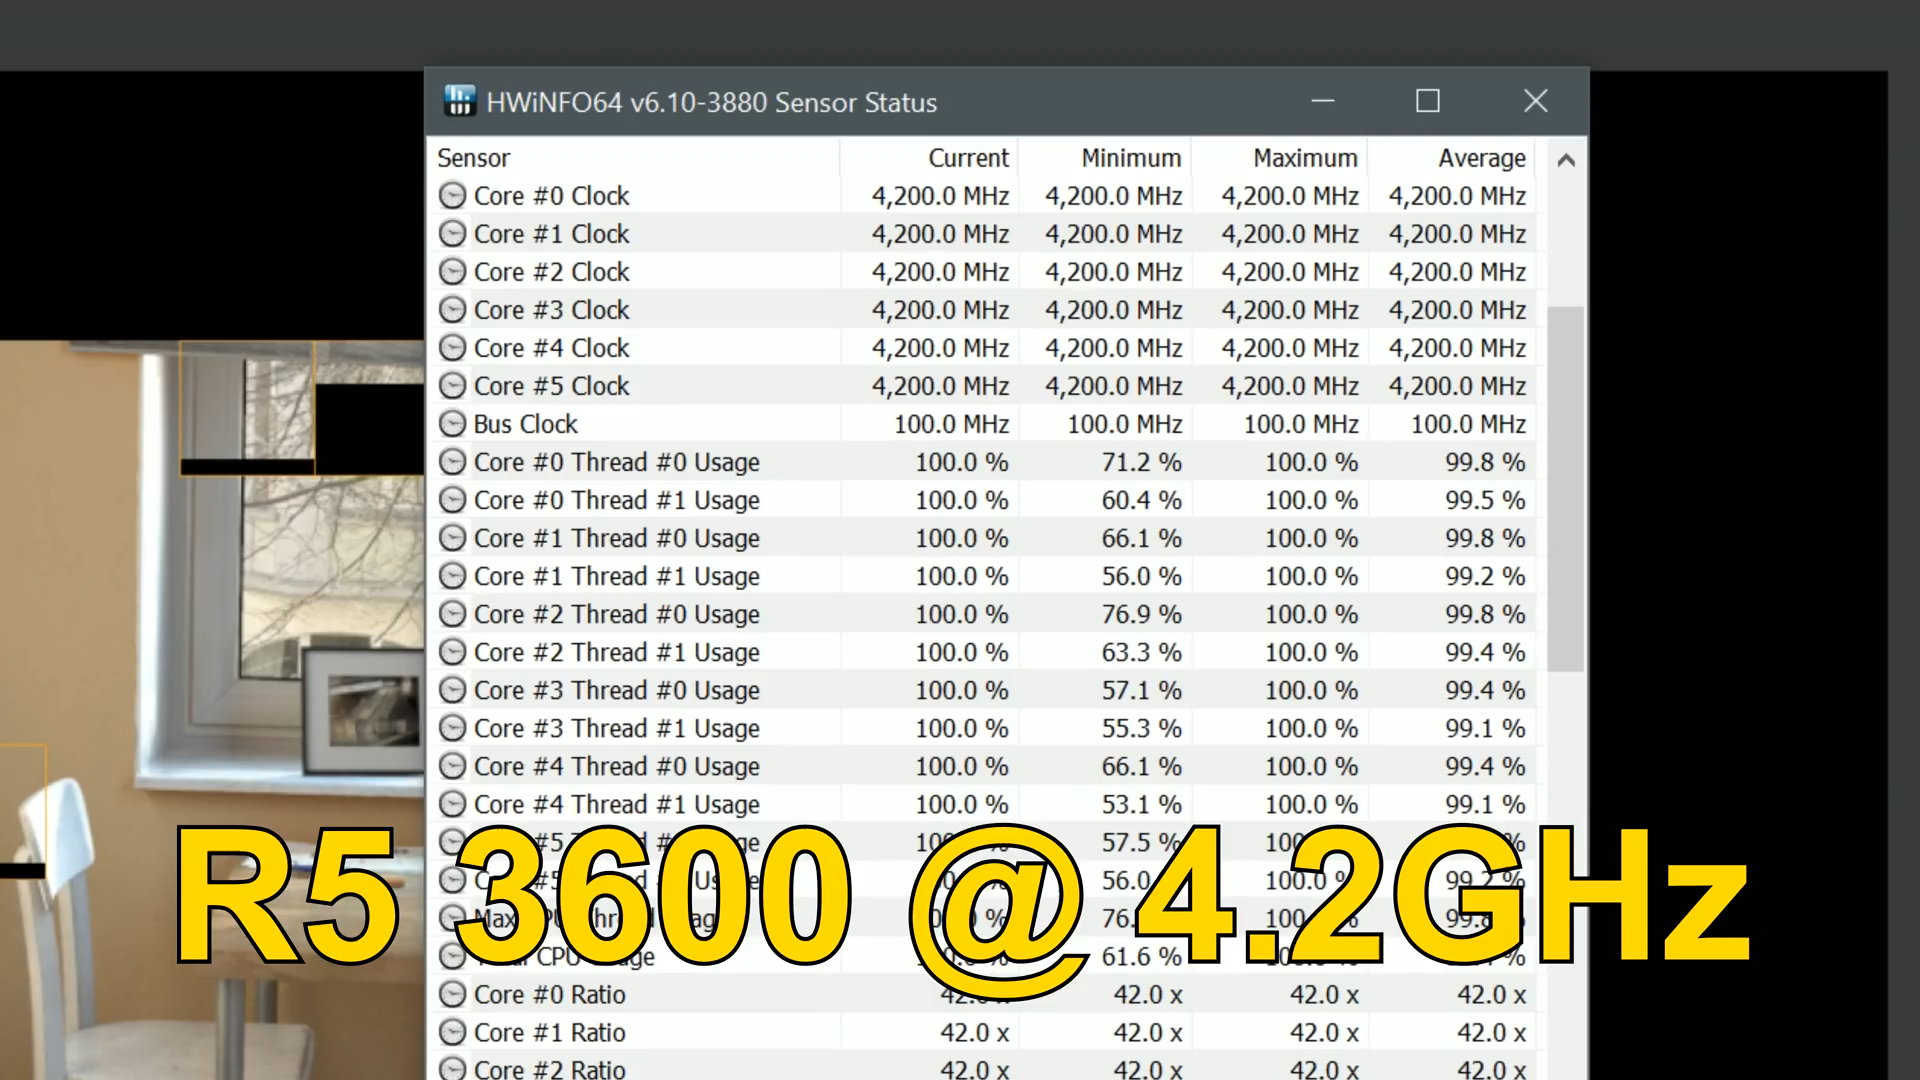 HWiNFO64 v6.10-3880 Sensor Status
Sensor Current Minimum Maximum Average
Core #0 Clock 4,200.0 MHz 4,200.0 MHz 4,200.0 MHz 4,200.0 MHz
Core #1 Clock 4,200.0 MHz 4,200.0 MHz 4,200.0 MHz 4,200.0 MHz
Core #2 Clock 4,200.0 MHz 4,200.0 MHz 4,200.0 MHz 4,200.0 MHz
Core #3 Clock 4,200.0 MHz 4,200.0 MHz 4,200.0 MHz 4,200.0 MHz
Core #4 Clock 4,200.0 MHz 4,200.0 MHz 4,200.0 MHz 4,200.0 MHz
Core #5 Clock 4,200.0 MHz 4,200.0 MHz 4,200.0 MHz 4,200.0 MHz
Bus Clock 100.0 MHz 100.0 MHz 100.0 MHz 100.0 MHz
Core #0 Thread #0 Usage 100.0 % 71.2 % 100.0 % 99.8 %
Core #0 Thread #1 Usage 100.0 % 60.4 % 100.0 % 99.5 %
Core #1 Thread #0 Usage 100.0 % 66.1 % 100.0 % 99.8 %
Core #1 Thread #1 Usage 100.0 % 56.0 % 100.0 % 99.2 %
Core #2 Thread #0 Usage 100.0 % 76.9 % 100.0 % 99.8 %
Core #2 Thread #1 Usage 100.0 % 63.3 % 100.0 % 99.4 %
Core #3 Thread #0 Usage 100.0 % 57.1 % 100.0 % 99.4 %
Core #3 Thread #1 Usage 100.0 % 55.3 % 100.0 % 99.1 %
Core #4 Thread #0 Usage 100.0 % 66.1 % 100.0 % 99.4 %
Core #4 Thread #1 Usage 100.0 % 53.1 % 100.0 % 99.1 %
#5 57.5 %
R5 3600 @ 4.2GHz
CPU 61.6 %
Core #0 Ratio 42.0 x 42.0 x 42.0 x 42.0 x
Core #1 Ratio 42.0 x 42.0 x 42.0 x 42.0 x
Core #2 Ratio 42.0 x 42.0 x 42.0 x 42.0 x